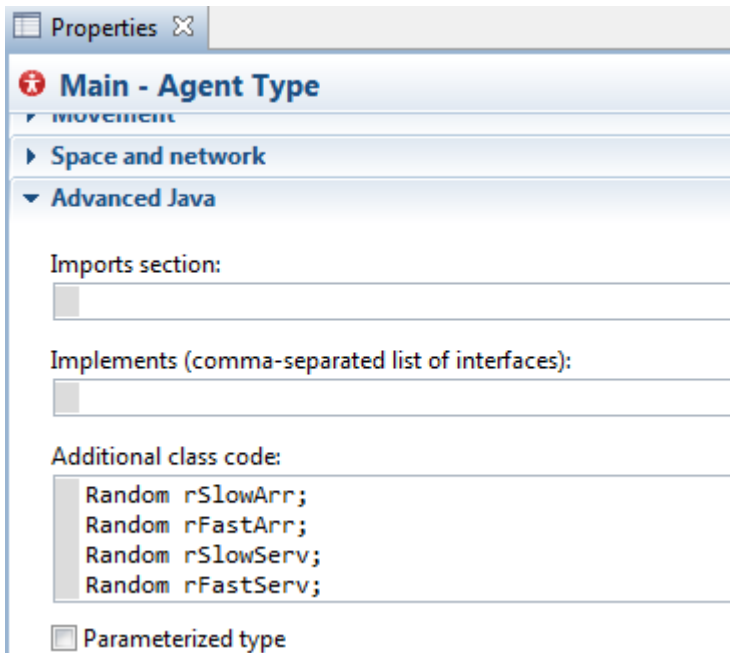 Properties
Main - Agent Type
Movement
Space and network
Advanced Java
Imports section:
Implements (comma-separated list of interfaces):
Additional class code:
Random rSlowArr;
Random rFastArr;
Random rSlowServ;
Random rFastServ;
Parameterized type